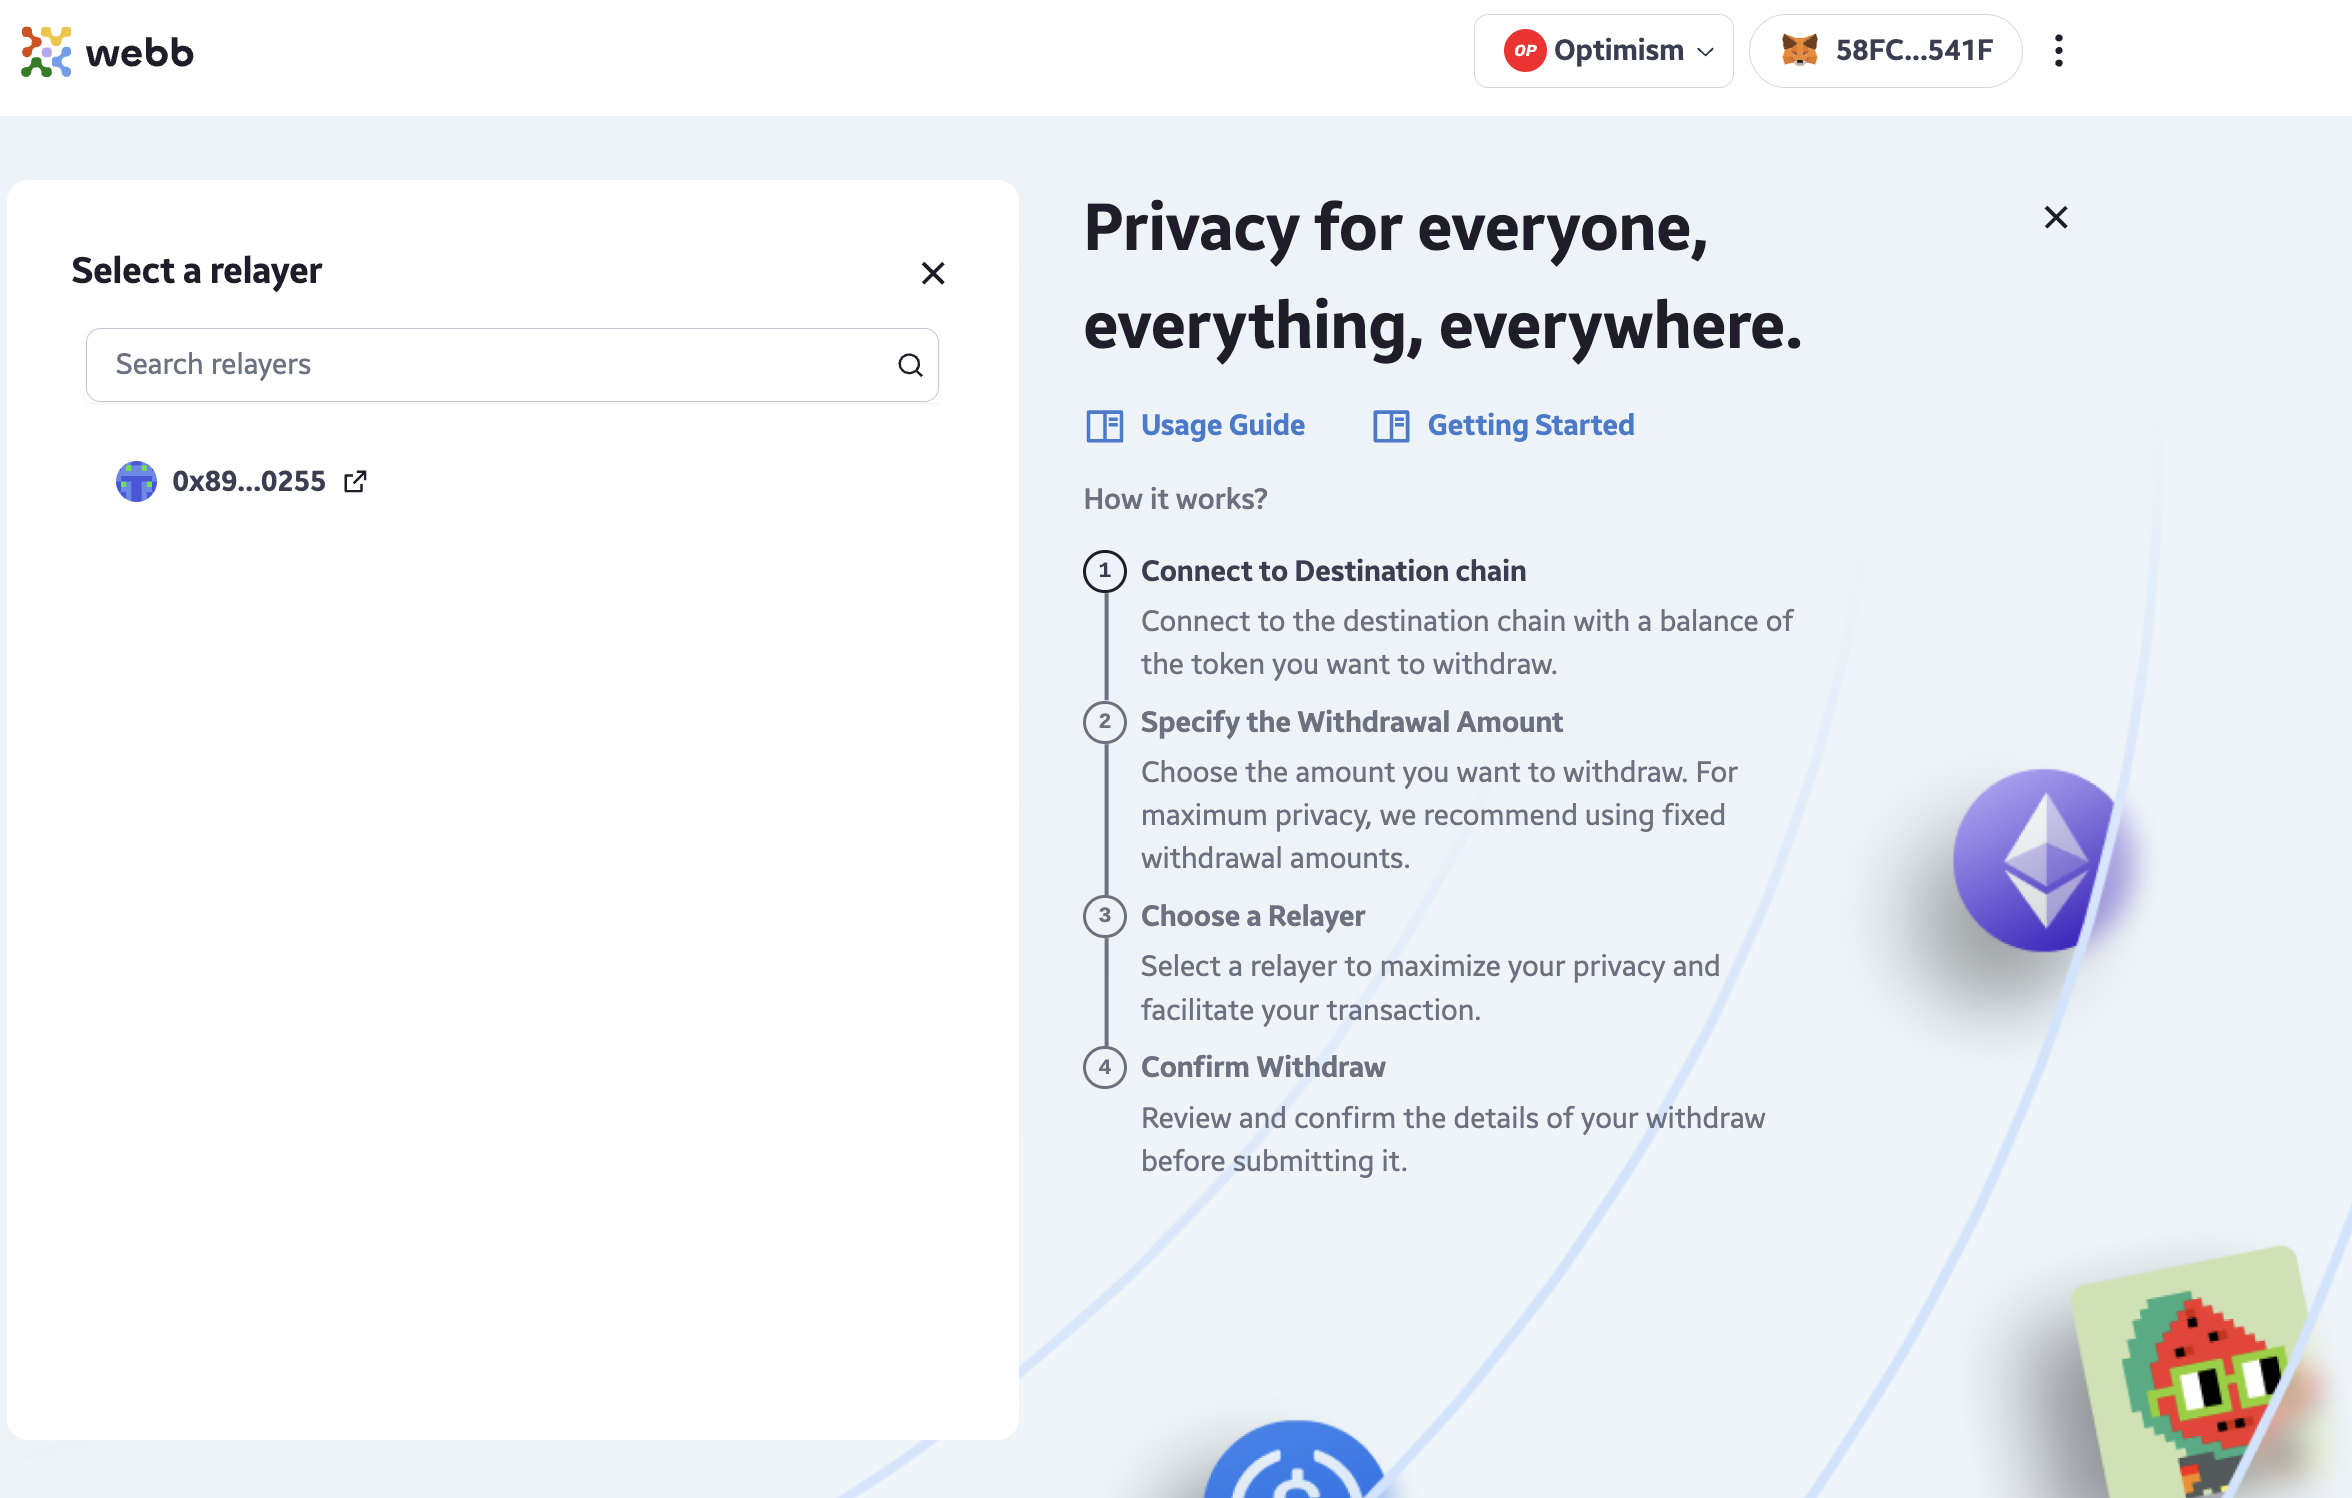 webb
OP Optimism
58FC...541F
Select a relayer
Search relayers
0x89...0255
Privacy for everyone,
everything, everywhere.
Usage Guide
Getting Started
How it works?
1 Connect to Destination chain
Connect to the destination chain with a balance of
the token you want to withdraw.
2 Specify the Withdrawal Amount
Choose the amount you want to withdraw. For
maximum privacy, we recommend using fixed
withdrawal amounts.
3 Choose a Relayer
Select a relayer to maximize your privacy and
facilitate your transaction.
4 Confirm Withdraw
Review and confirm the details of your withdraw
before submitting it.